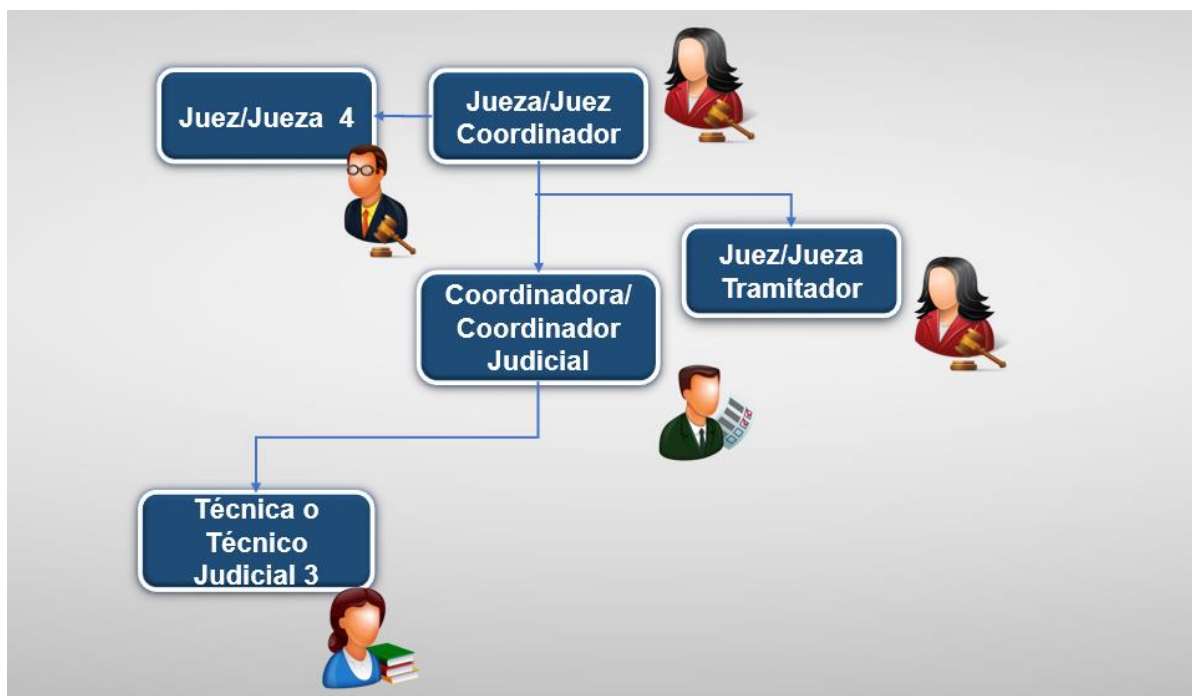 Juez/Jueza 4
Jueza/Juez
Coordinador
Juez/Jueza
Tramitador
Coordinadora/
Coordinador
Judicial
Técnica o
Técnico
Judicial 3